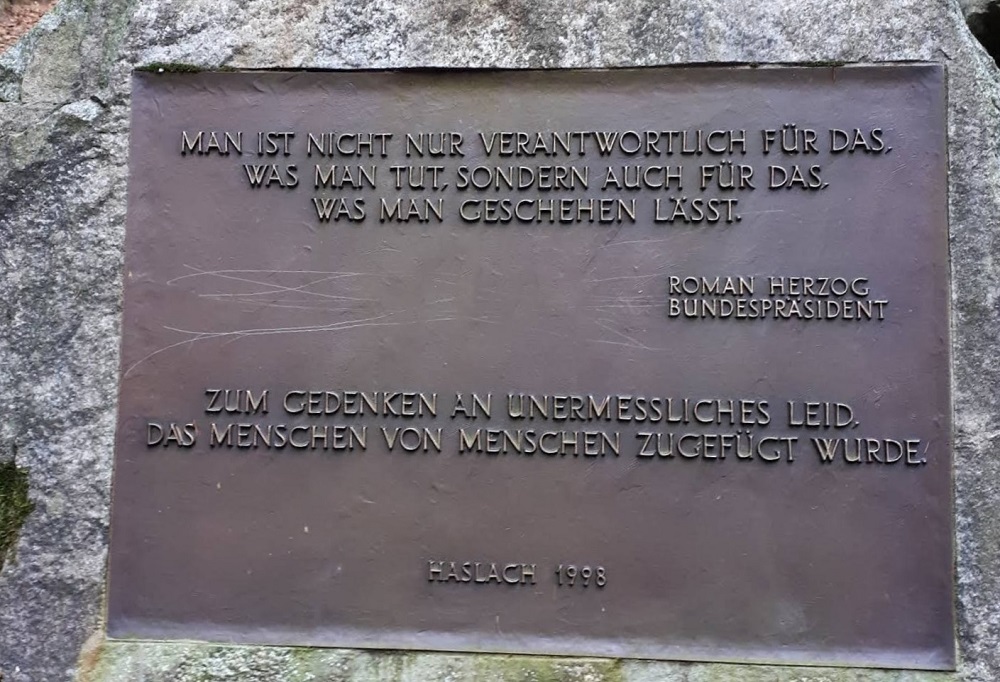 MAN IST NICHT NUR VERANTWORTLICH FÜR DAS,
WAS MAN TUT, SONDERN AUCH FÜR DAS,
WAS MAN GESCHEHEN LÄSST.
ROMAN HERZOG
BUNDESPRÄSIDENT
ZUM GEDENKEN AN UNERMESSLICHES LEID,
DAS MENSCHEN VON MENSCHEN ZUGEFÜGT WURDE.
HASLACH 1998